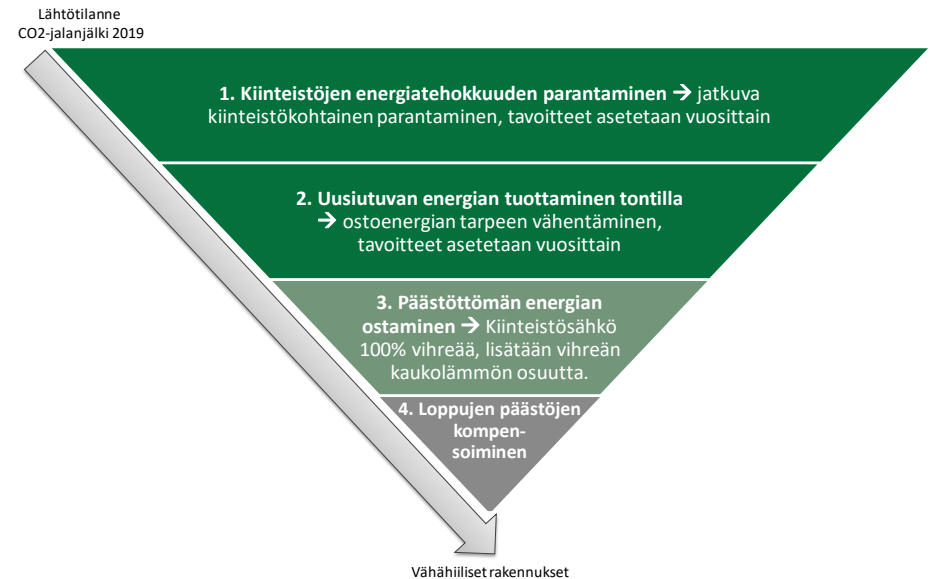 Lähtötilanne
CO2-jalanjälki 2019
1. Kiinteistöjen energiatehokkuuden parantaminen → jatkuva
kiinteistökohtainen parantaminen, tavoitteet asetetaan vuosittain
2. Uusiutuvan energian tuottaminen tontilla
→ ostoenergian tarpeen vähentäminen,
tavoitteet asetetaan vuosittain
3. Päästöttömän energian
ostaminen → Kiinteistösähkö
100% vihreää, lisätään vihreän
kaukolämmön osuutta.
4. Loppujen päästöjen
kompen-
soiminen
Vähähiiliset rakennukset